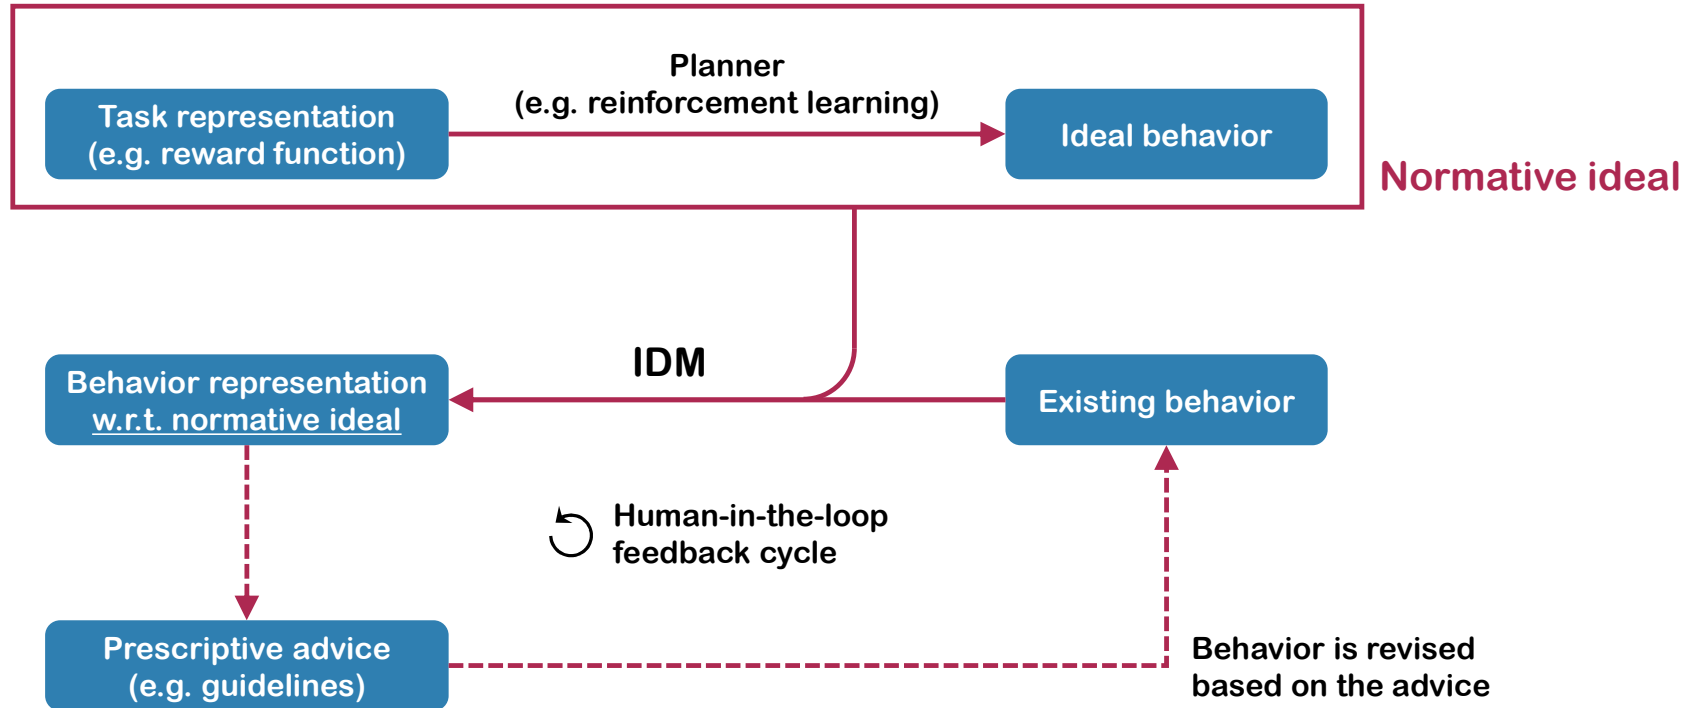 Planner
(e.g. reinforcement learning)
Task representation
(e.g. reward function)
Ideal behavior
Normative ideal
IDM
Behavior representation
w.r.t. normative ideal
Existing behavior
Human-in-the-loop
feedback cycle
Prescriptive advice
(e.g. guidelines)
Behavior is revised
based on the advice